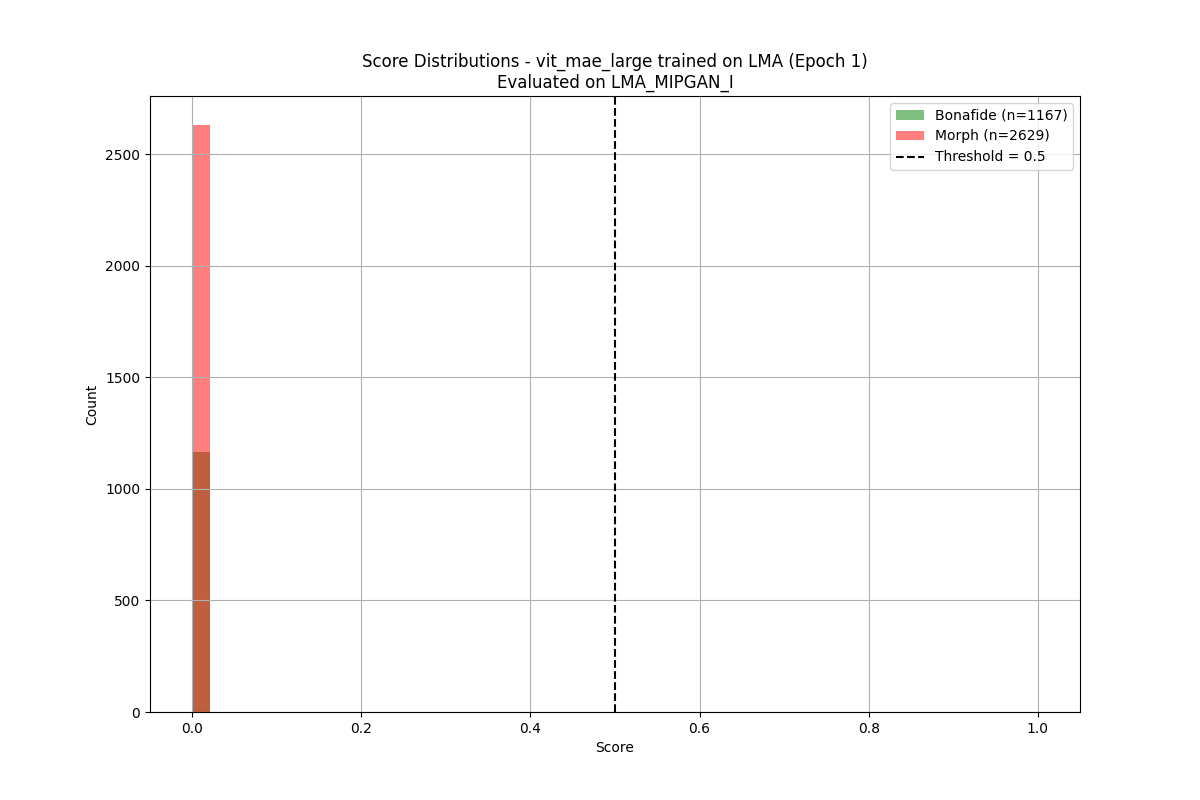 Score Distributions - vit_mae_large trained on LMA (Epoch 1)
Evaluated on LMA_MIPGAN_I
Bonafide (n=1167)
Morph (n=2629)
Threshold = 0.5
2500
2000
1500
1000
500
0
Count
0.0 0.2 0.4 0.6 0.8 1.0
Score